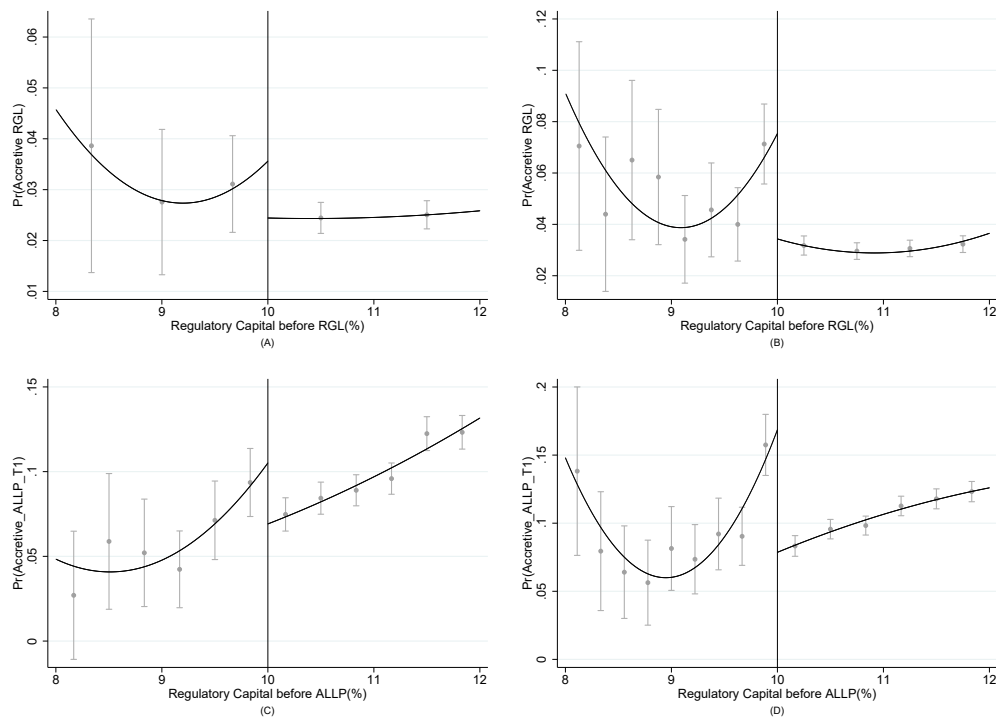 Pr(Accretive RGL)
.06
.05
.04
.03
.02
.01
8 9 10 11 12
Regulatory Capital before RGL(%)
(A)
Pr(Accretive RGL)
.12
.1
.08
.06
.04
.02
8 9 10 11 12
Regulatory Capital before RGL(%)
(B)
Pr(Accretive_ALLP_T1)
.15
.1
.05
0
8 9 10 11 12
Regulatory Capital before ALLP(%)
(C)
Pr(Accretive_ALLP_T1)
.2
.15
.1
.05
0
8 9 10 11 12
Regulatory Capital before ALLP(%)
(D)